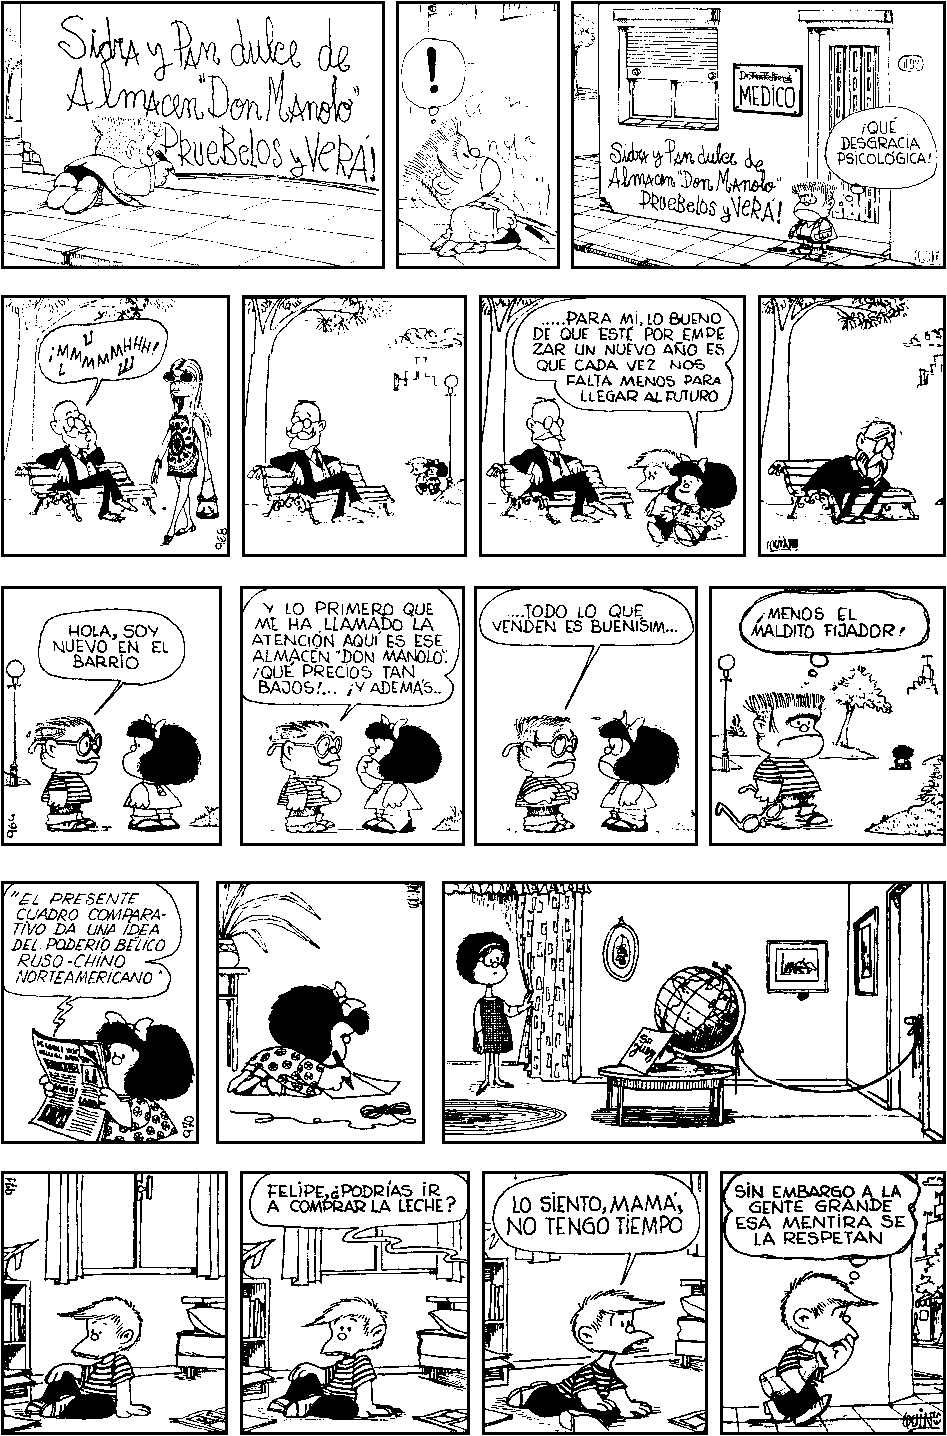 Sidra y Pan dulce de
Almacen "Don Manolo"
PRUEBELOS y VERÁ!
!
Sidra y Pan dulce de
Almacen "Don Manolo"
PRUEBELOS y VERÁ!
MEDICO
¡QUÉ
DESGRACIA
PSICOLÓGICA!
968
.....PARA MÍ, LO BUENO
DE QUE ESTÉ POR EMPE
ZAR UN NUEVO AÑO ES
QUE CADA VEZ NOS
FALTA MENOS PARA
LLEGAR AL FUTURO
HOLA, SOY
NUEVO EN EL
BARRIO
Y LO PRIMERO QUE
ME HA LLAMADO LA
ATENCIÓN AQUÍ ES ESE
ALMACÉN "DON MANOLO".
¡QUÉ PRECIOS TAN
BAJOS!... ¡Y ADEMÁS..
....TODO LO QUE
VENDEN ES BUENÍSIM...
¡MENOS EL
MALDITO FIJADOR!
969
"EL PRESENTE
CUADRO COMPARA-
TIVO DA UNA IDEA
DEL PODERÍO BÉLICO
RUSO-CHINO
NORTEAMERICANO"
970
971
FELIPE, ¿PODRÍAS IR
A COMPRAR LA LECHE?
LO SIENTO, MAMÁ,
NO TENGO TIEMPO
SIN EMBARGO A LA
GENTE GRANDE
ESA MENTIRA SE
LA RESPETAN
QUINO